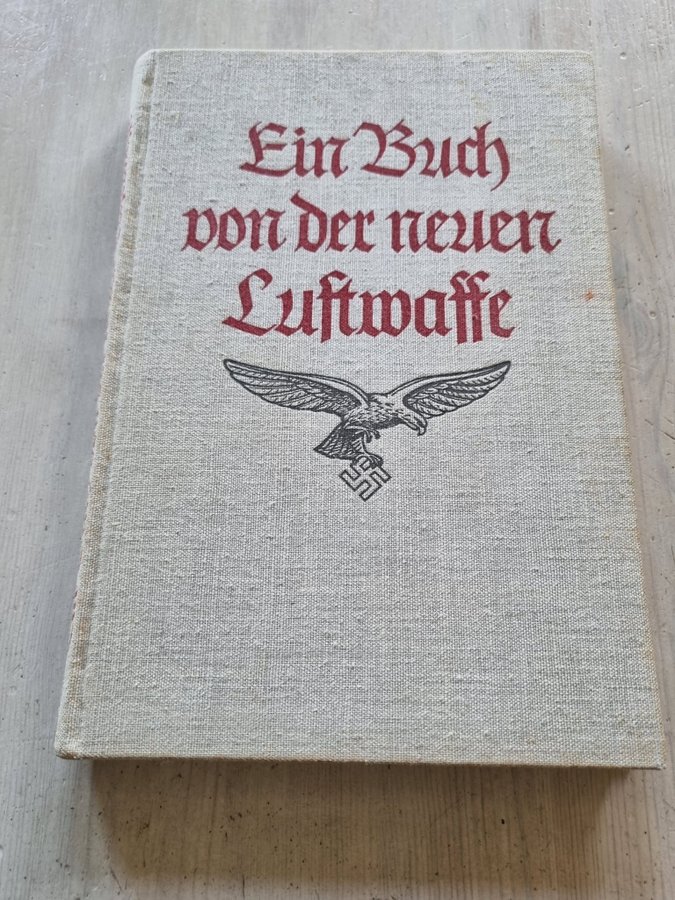 Ein Buch
von der neuen
Luftwaffe